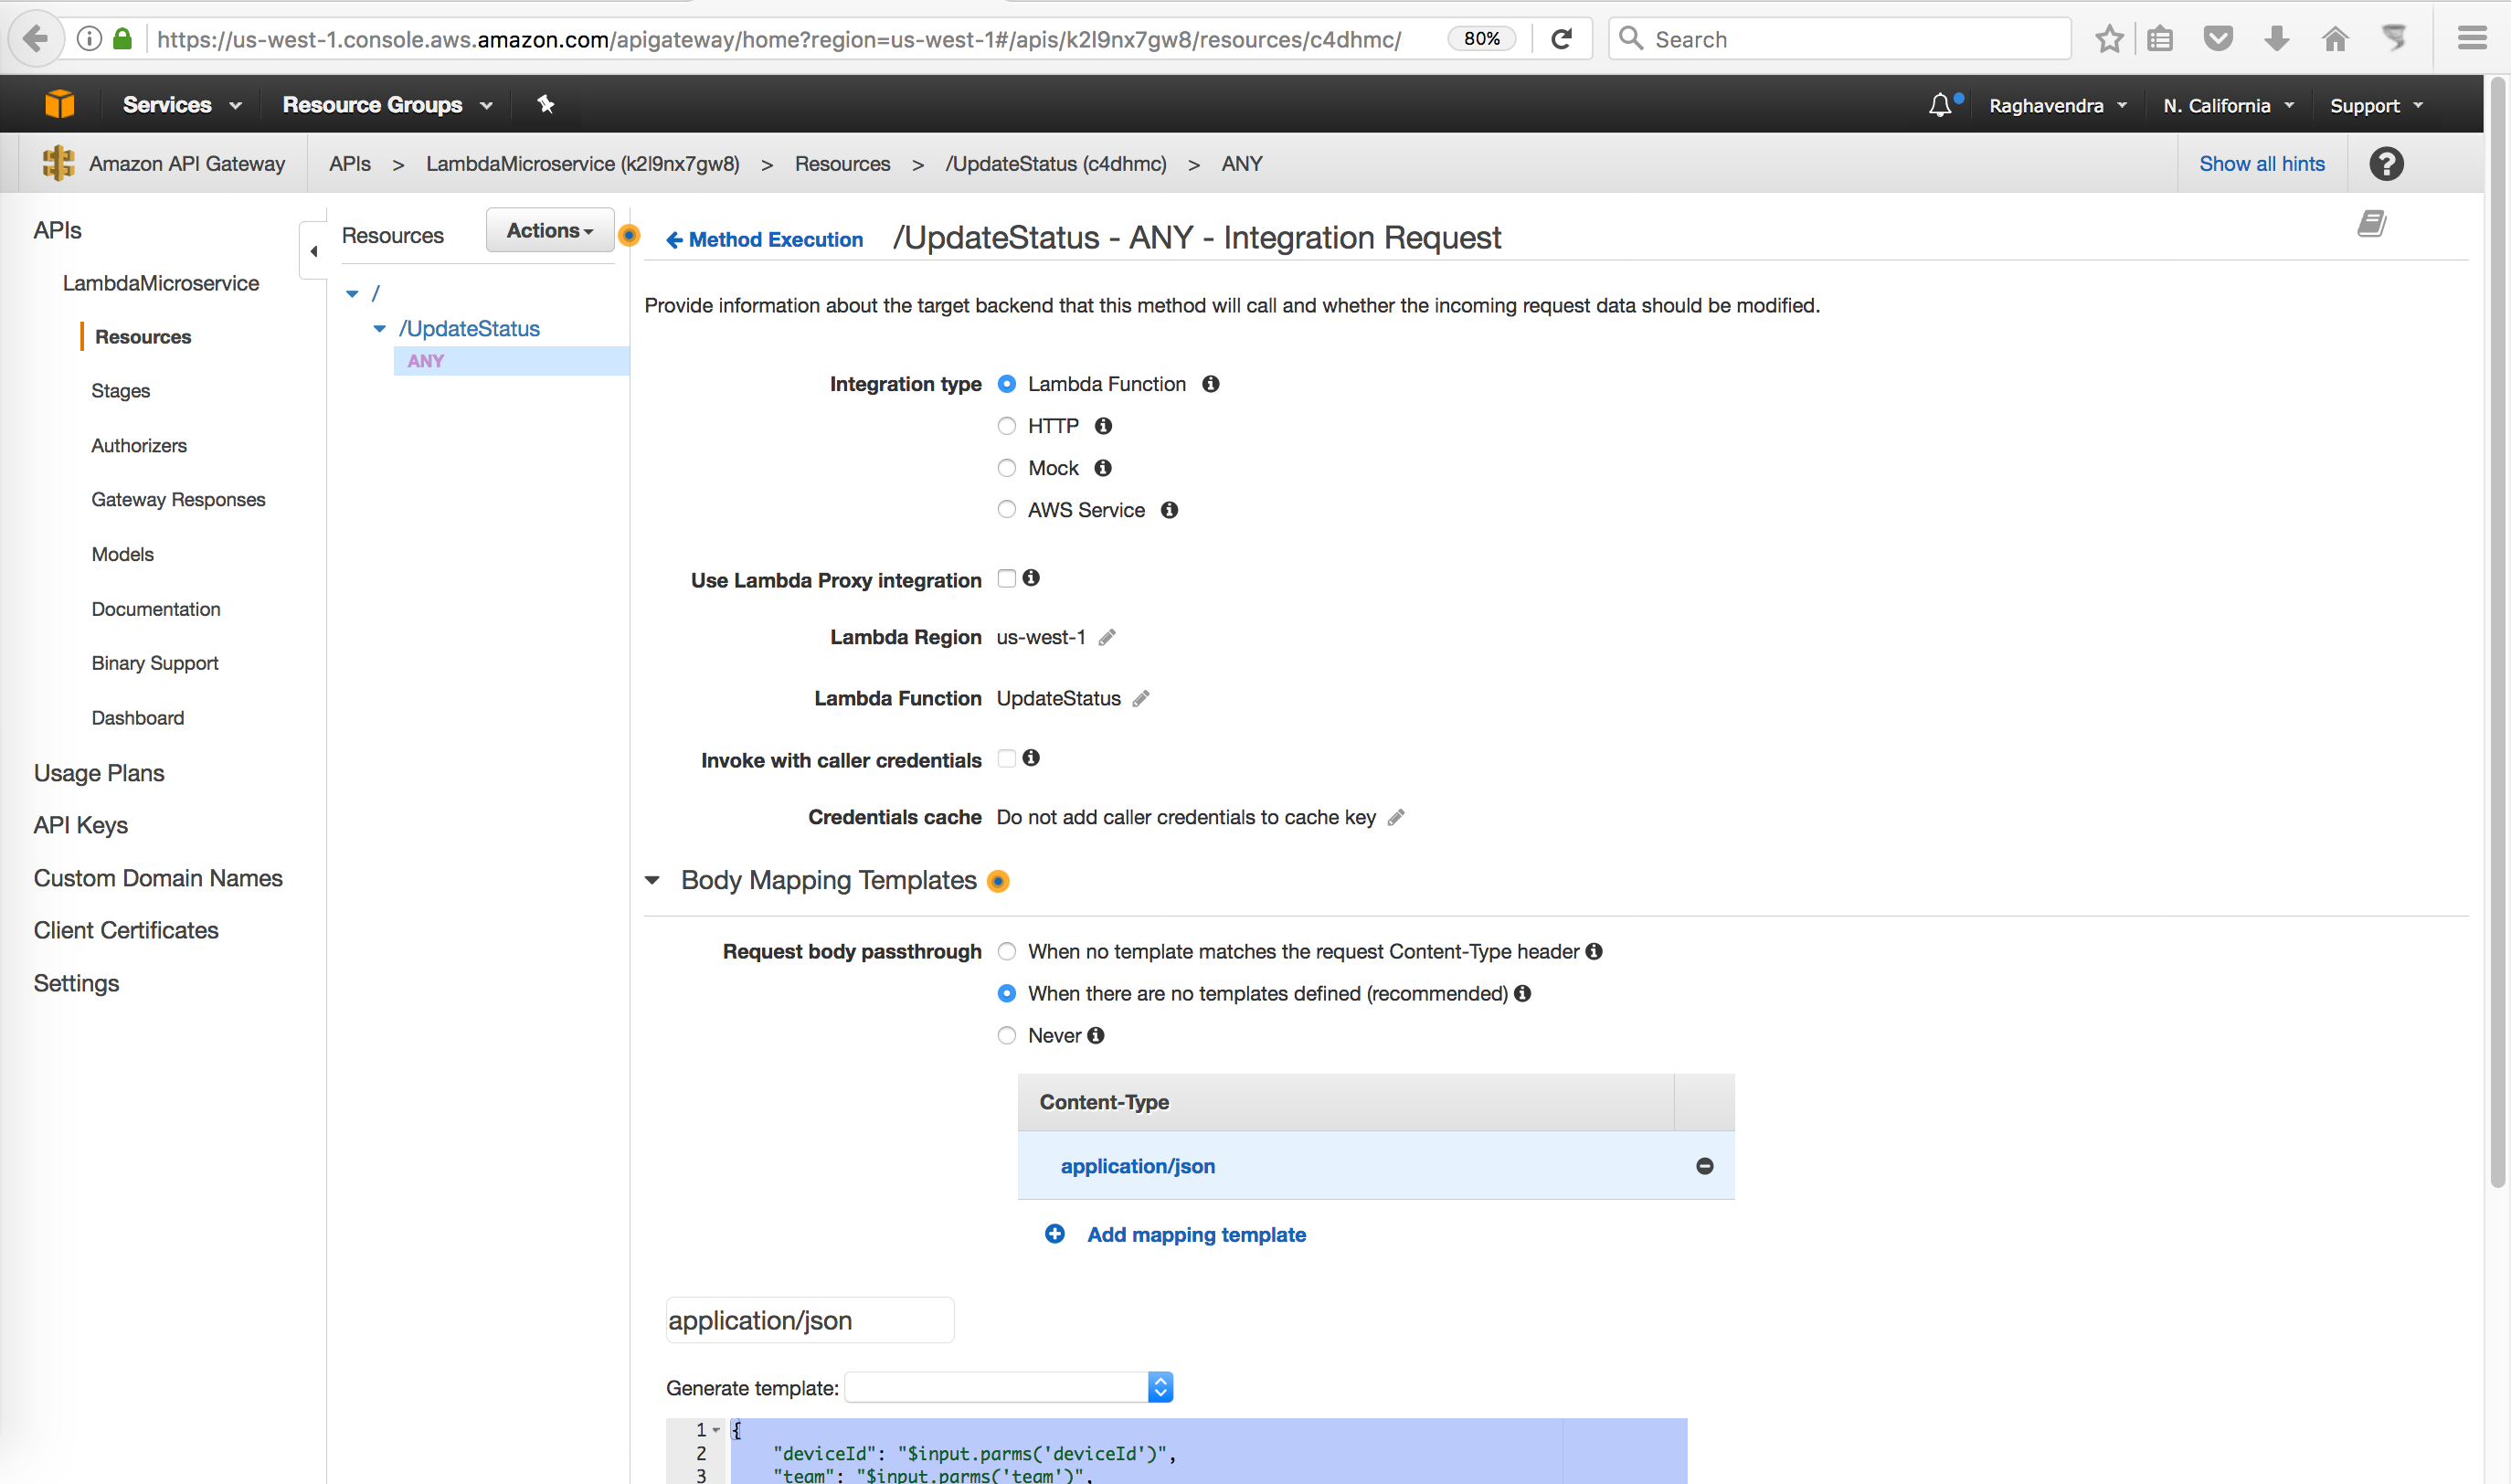 https://us-west-1.console.aws.amazon.com/apigateway/home?region=us-west-1#/apis/k2l9nx7gw8/resources/c4dhmc/ 80% Search
Services Resource Groups Raghavendra N. California Support
Amazon API Gateway APIs > LambdaMicroservice (k2l9nx7gw8) > Resources > /UpdateStatus (c4dhmc) > ANY Show all hints
APIs
LambdaMicroservice
Resources
Stages
Authorizers
Gateway Responses
Models
Documentation
Binary Support
Dashboard
Usage Plans
API Keys
Custom Domain Names
Client Certificates
Settings
Resources Actions
/
/UpdateStatus
ANY
Method Execution /UpdateStatus - ANY - Integration Request
Provide information about the target backend that this method will call and whether the incoming request data should be modified.
Integration type Lambda Function
HTTP
Mock
AWS Service
Use Lambda Proxy integration
Lambda Region us-west-1
Lambda Function UpdateStatus
Invoke with caller credentials
Credentials cache Do not add caller credentials to cache key
Body Mapping Templates
Request body passthrough When no template matches the request Content-Type header
When there are no templates defined (recommended)
Never
Content-Type
application/json
Add mapping template
application/json
Generate template:
1 {
2 "deviceId": "$input.parms('deviceId')",
3 "team": "$input.parms('team')",